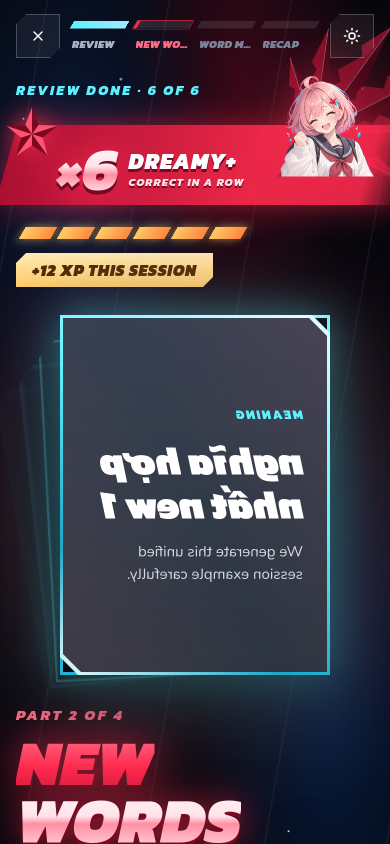 REVIEW
NEW WO...
WORD M...
RECAP
REVIEW DONE · 6 OF 6
×6
DREAMY+
CORRECT IN A ROW
+12 XP THIS SESSION
MEANING
nghĩa hợp
nhất new 1
We generate this unified
session example carefully.
PART 2 OF 4
NEW
WORDS